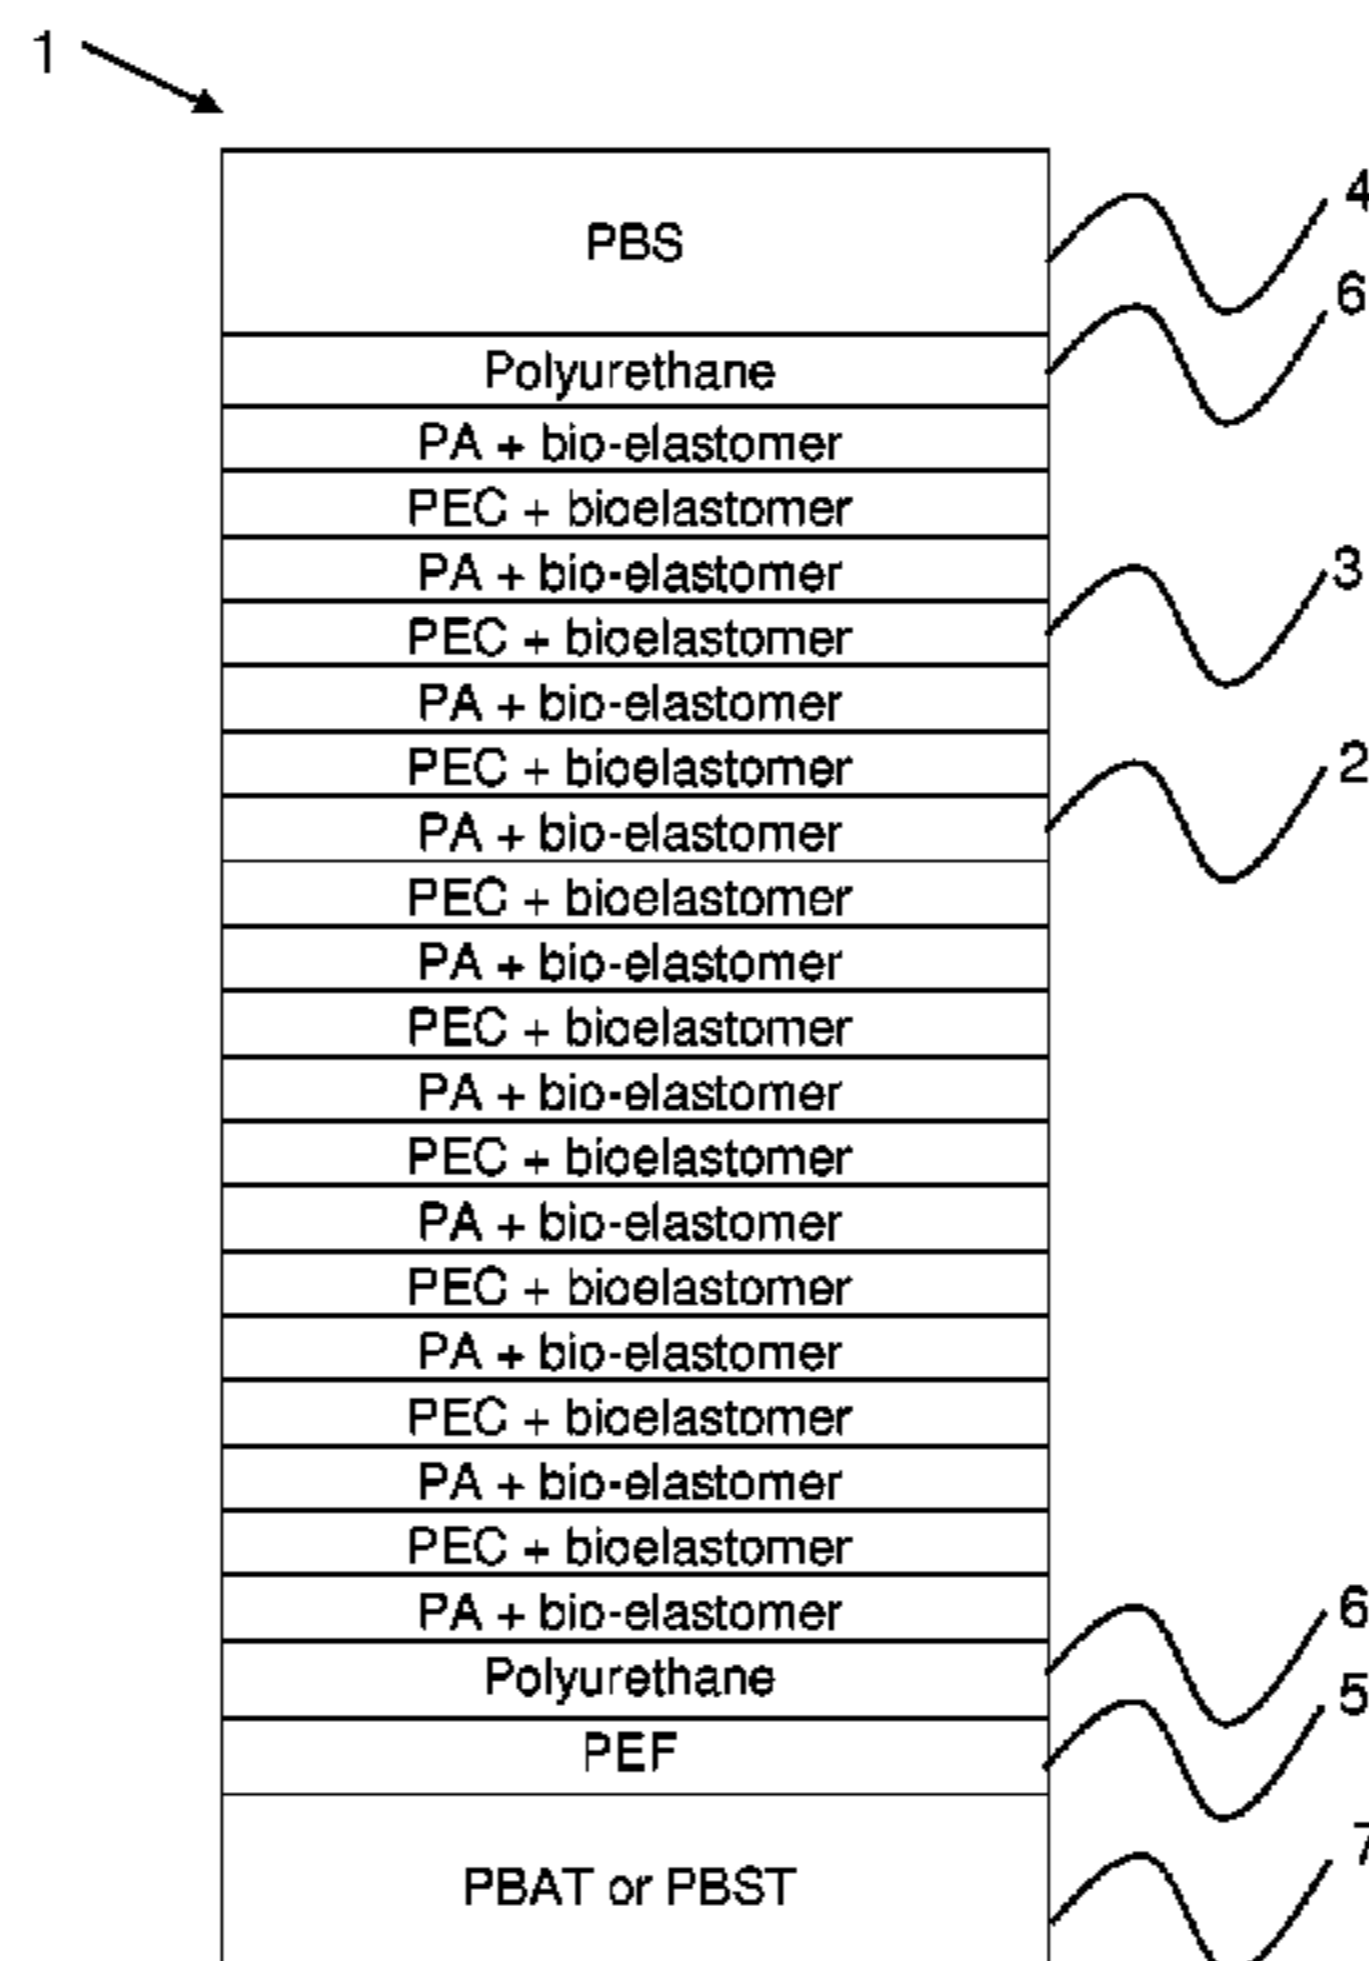 1
PBS
4
Polyurethane
6
PA + bio-elastomer
PEC + bioelastomer
PA + bio-elastomer
3
PEC + bioelastomer
PA + bio-elastomer
PEC + bioelastomer
2
PA + bio-elastomer
PEC + bioelastomer
PA + bio-elastomer
PEC + bioelastomer
PA + bio-elastomer
PEC + bioelastomer
PA + bio-elastomer
PEC + bioelastomer
PA + bio-elastomer
PEC + bioelastomer
PA + bio-elastomer
PEC + bioelastomer
PA + bio-elastomer
6
Polyurethane
5
PEF
7
PBAT or PBST